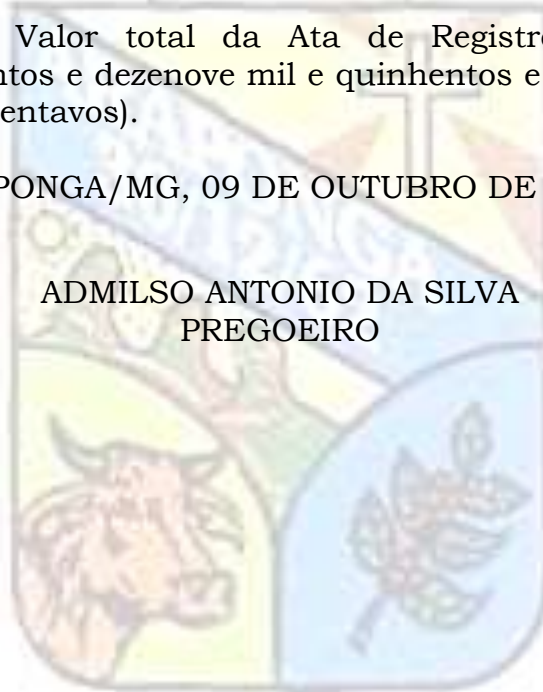 Valor total da Ata de Registr
ntos e dezenove mil e quinhentos e
entavos).
PONGA/MG, 09 DE OUTUBRO DE
ADMILSO ANTONIO DA SILVA
PREGOEIRO